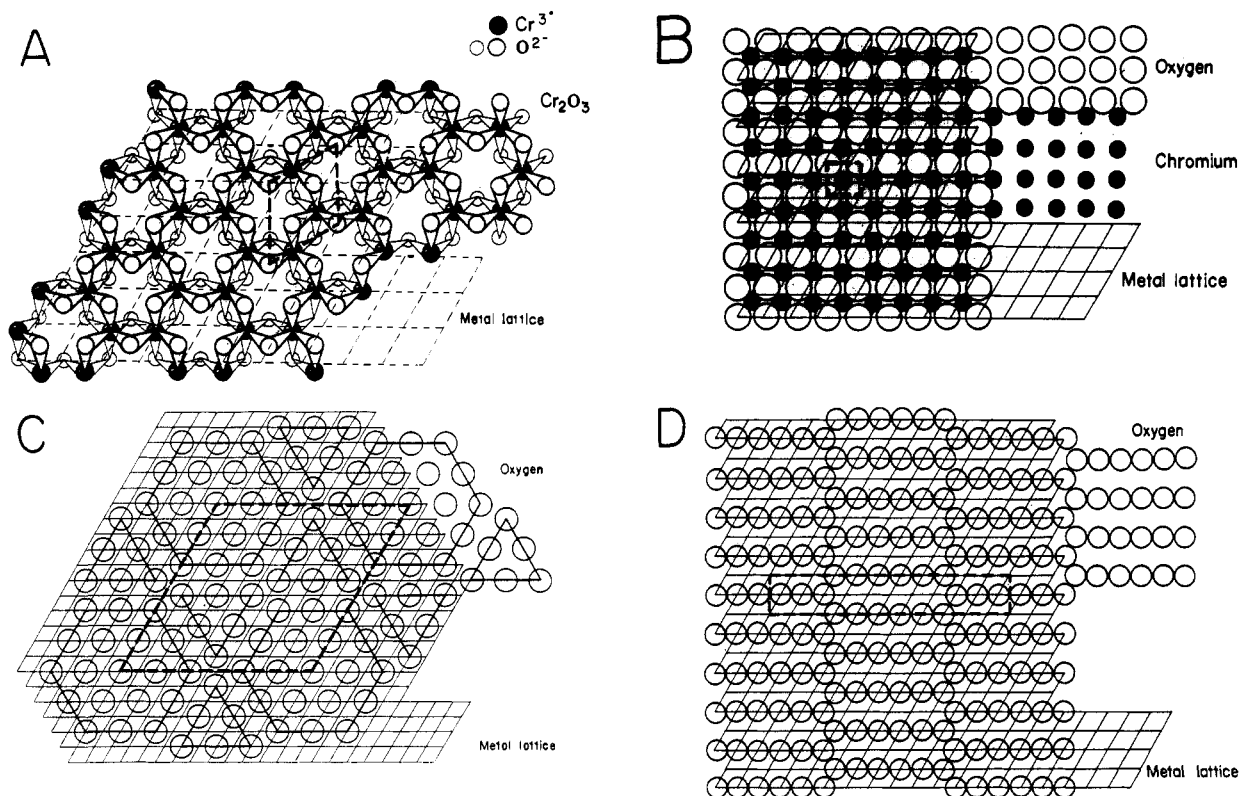 A
Cr³⁺
O²⁻
Cr₂O₃
Metal lattice
B
Oxygen
Chromium
Metal lattice
C
Oxygen
Metal lattice
D
Oxygen
Metal lattice